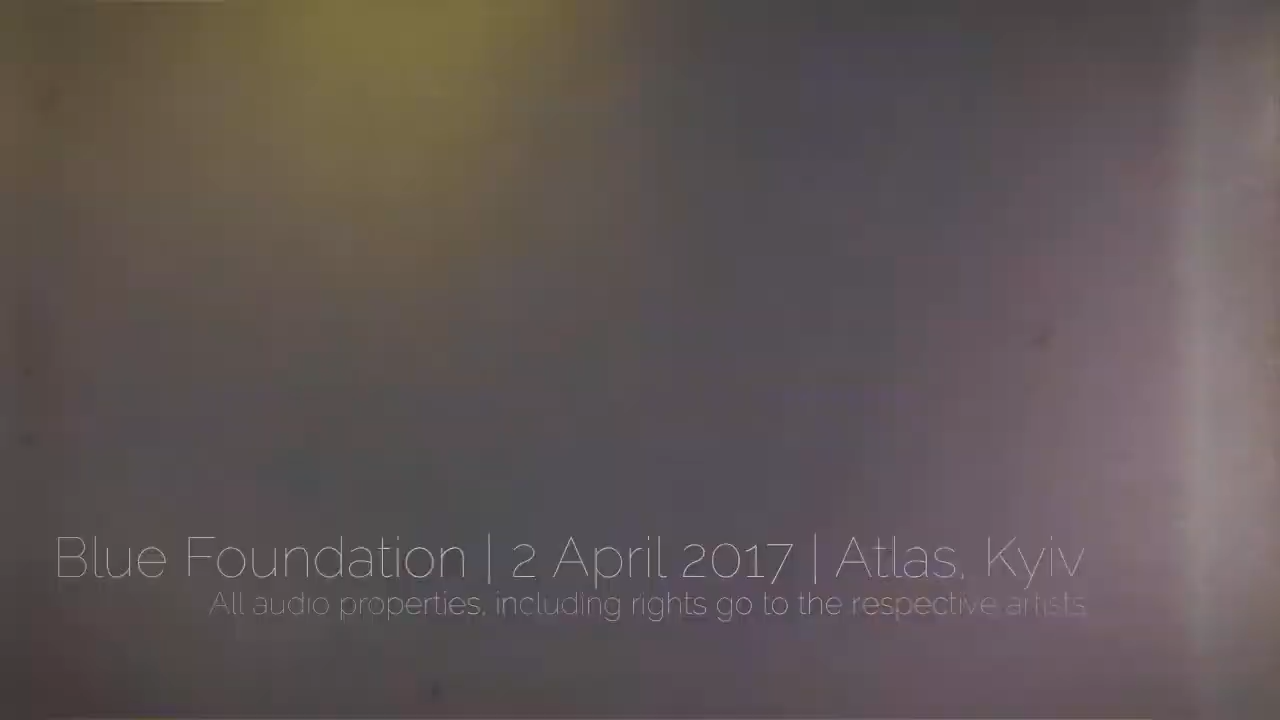 Blue Foundation | 2 April 2017 | Atlas, Kyiv
All audio properties, including rights go to the respective artists